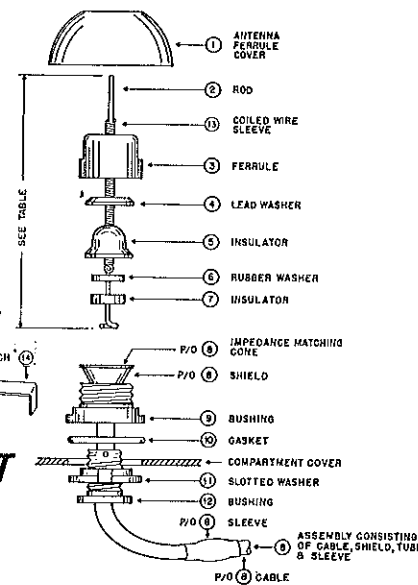 1 ANTENNA
FERRULE
COVER
2 ROD
13 COILED WIRE
SLEEVE
3 FERRULE
4 LEAD WASHER
5 INSULATOR
6 RUBBER WASHER
7 INSULATOR
SEE TABLE
P/O 8 IMPEDANCE MATCHING
CONE
P/O 8 SHIELD
14
9 BUSHING
10 GASKET
COMPARTMENT COVER
11 SLOTTED WASHER
12 BUSHING
P/O 8 SLEEVE
8 ASSEMBLY CONSISTING
OF CABLE, SHIELD, TUBE
& SLEEVE
P/O 8 CABLE